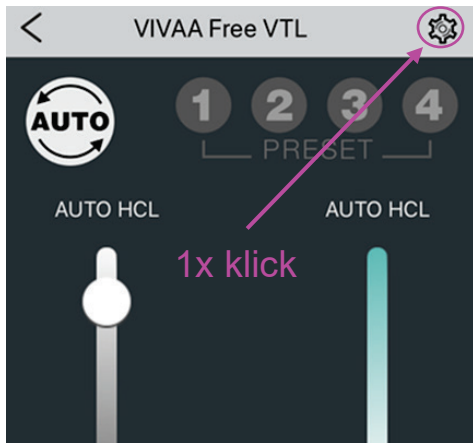 VIVAA Free VTL
AUTO
1 2 3 4
PRESET
AUTO HCL AUTO HCL
1x klick